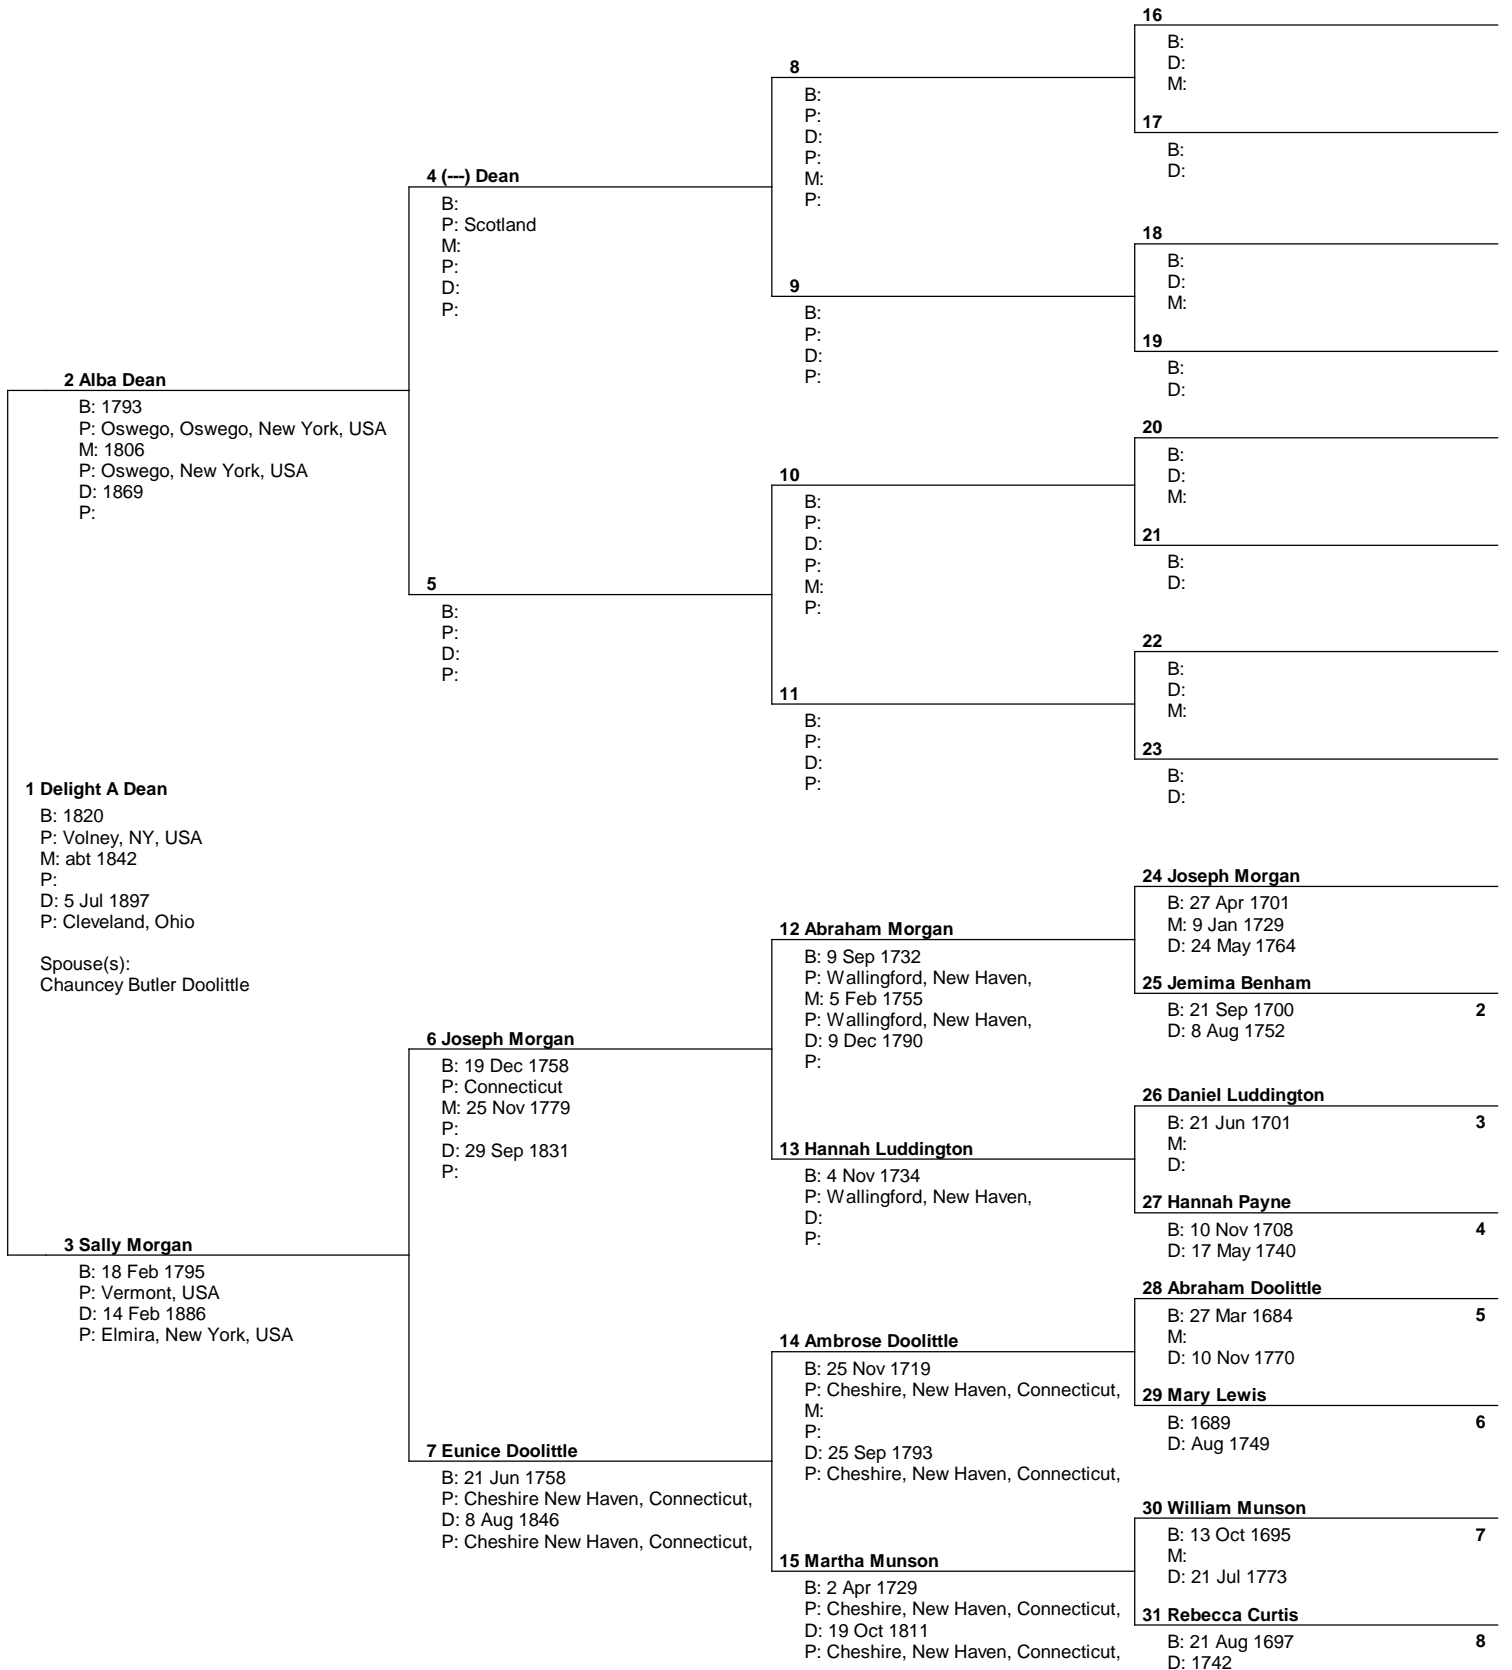 16
B:
D:
M:
8
B:
P:
D:
P:
M:
P:
17
B:
D:
4 (---) Dean
B:
P: Scotland
M:
P:
D:
P:
18
B:
D:
M:
9
B:
P:
D:
P:
19
B:
D:
2 Alba Dean
B: 1793
P: Oswego, Oswego, New York, USA
M: 1806
P: Oswego, New York, USA
D: 1869
P:
20
B:
D:
M:
10
B:
P:
D:
P:
M:
P:
21
B:
D:
5
B:
P:
D:
P:
22
B:
D:
M:
11
B:
P:
D:
P:
23
B:
D:
1 Delight A Dean
B: 1820
P: Volney, NY, USA
M: abt 1842
P:
D: 5 Jul 1897
P: Cleveland, Ohio
Spouse(s):
Chauncey Butler Doolittle
24 Joseph Morgan
B: 27 Apr 1701
M: 9 Jan 1729
D: 24 May 1764
12 Abraham Morgan
B: 9 Sep 1732
P: Wallingford, New Haven,
M: 5 Feb 1755
P: Wallingford, New Haven,
D: 9 Dec 1790
P:
25 Jemima Benham
B: 21 Sep 1700 2
D: 8 Aug 1752
6 Joseph Morgan
B: 19 Dec 1758
P: Connecticut
M: 25 Nov 1779
P:
D: 29 Sep 1831
P:
26 Daniel Luddington
B: 21 Jun 1701 3
M:
D:
13 Hannah Luddington
B: 4 Nov 1734
P: Wallingford, New Haven,
D:
P:
27 Hannah Payne
B: 10 Nov 1708 4
D: 17 May 1740
3 Sally Morgan
B: 18 Feb 1795
P: Vermont, USA
D: 14 Feb 1886
P: Elmira, New York, USA
28 Abraham Doolittle
B: 27 Mar 1684 5
M:
D: 10 Nov 1770
14 Ambrose Doolittle
B: 25 Nov 1719
P: Cheshire, New Haven, Connecticut,
M:
P:
D: 25 Sep 1793
P: Cheshire, New Haven, Connecticut,
29 Mary Lewis
B: 1689 6
D: Aug 1749
7 Eunice Doolittle
B: 21 Jun 1758
P: Cheshire New Haven, Connecticut,
D: 8 Aug 1846
P: Cheshire New Haven, Connecticut,
30 William Munson
B: 13 Oct 1695 7
M:
D: 21 Jul 1773
15 Martha Munson
B: 2 Apr 1729
P: Cheshire, New Haven, Connecticut,
D: 19 Oct 1811
P: Cheshire, New Haven, Connecticut,
31 Rebecca Curtis
B: 21 Aug 1697 8
D: 1742